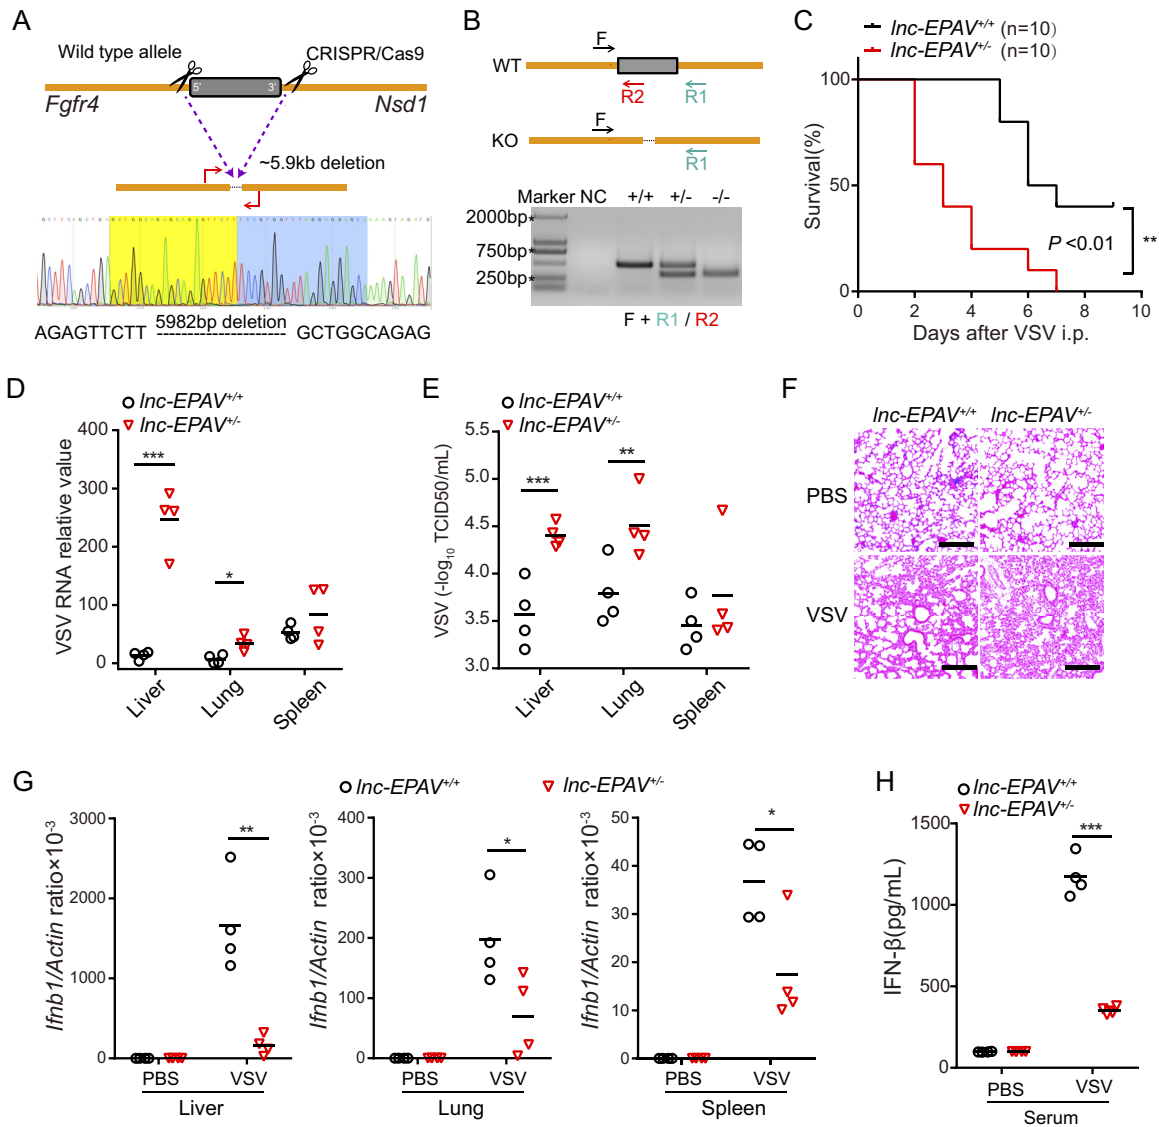 A
Wild type allele
CRISPR/Cas9
5'
3'
Fgfr4
Nsd1
~5.9kb deletion
AGAGTTCTT
5982bp deletion
GCTGGCAGAG
B
F
WT
R2
R1
F
KO
R1
Marker NC +/+ +/- -/-
2000bp*
750bp*
250bp*
F + R1 / R2
C
lnc-EPAV+/+ (n=10)
lnc-EPAV+/- (n=10)
Survival(%)
100
50
0
P <0.01
**
0 2 4 6 8 10
Days after VSV i.p.
D
lnc-EPAV+/+
lnc-EPAV+/-
VSV RNA relative value
400
300
200
100
0
***
*
Liver
Lung
Spleen
E
lnc-EPAV+/+
lnc-EPAV+/-
VSV (-log10 TCID50/mL)
5.5
5.0
4.5
4.0
3.5
3.0
***
**
Liver
Lung
Spleen
F
lnc-EPAV+/+ lnc-EPAV+/-
PBS
VSV
G
lnc-EPAV+/+
lnc-EPAV+/-
Ifnb1/Actin ratio×10-3
3000
2000
1000
0
**
PBS VSV
Liver
Ifnb1/Actin ratio×10-3
400
300
200
100
0
*
PBS VSV
Lung
Ifnb1/Actin ratio×10-3
50
40
30
20
10
0
*
PBS VSV
Spleen
H
lnc-EPAV+/+
lnc-EPAV+/-
IFN-β(pg/mL)
1500
1000
500
0
***
PBS VSV
Serum